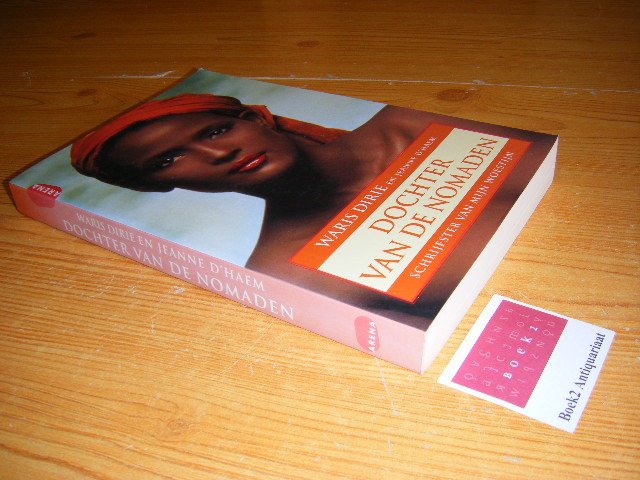 ARENA
WARIS DIRIE EN JEANNE D'HAEM
DOCHTER
VAN DE NOMADEN
SCHRIJFSTER VAN MIJN WOESTIJN
WARIS DIRIE EN JEANNE D'HAEM
DOCHTER VAN DE NOMADEN
ARENA
BOEK2
Boek2 Antiquariaat